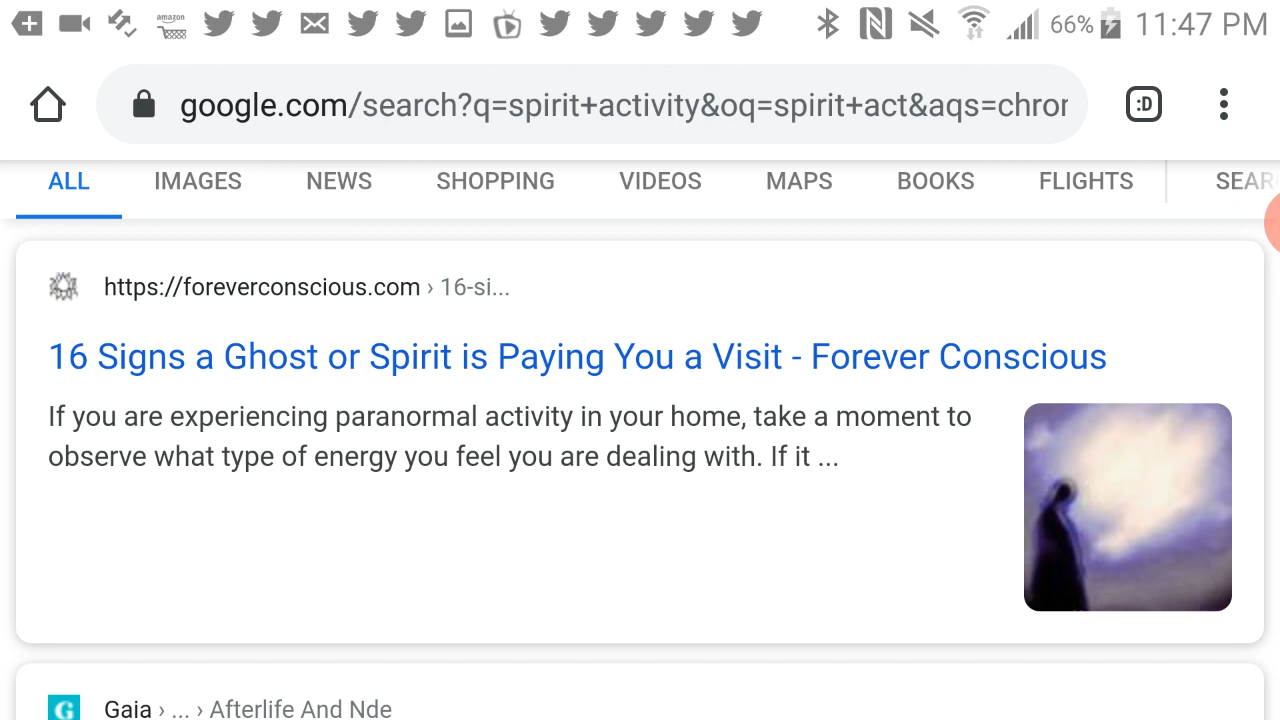 amazon
66% 11:47 PM
google.com/search?q=spirit+activity&oq=spirit+act&aqs=chror
:D
ALL IMAGES NEWS SHOPPING VIDEOS MAPS BOOKS FLIGHTS SEAR
https://foreverconscious.com › 16-si...
16 Signs a Ghost or Spirit is Paying You a Visit - Forever Conscious
If you are experiencing paranormal activity in your home, take a moment to
observe what type of energy you feel you are dealing with. If it ...
G Gaia › ... › Afterlife And Nde